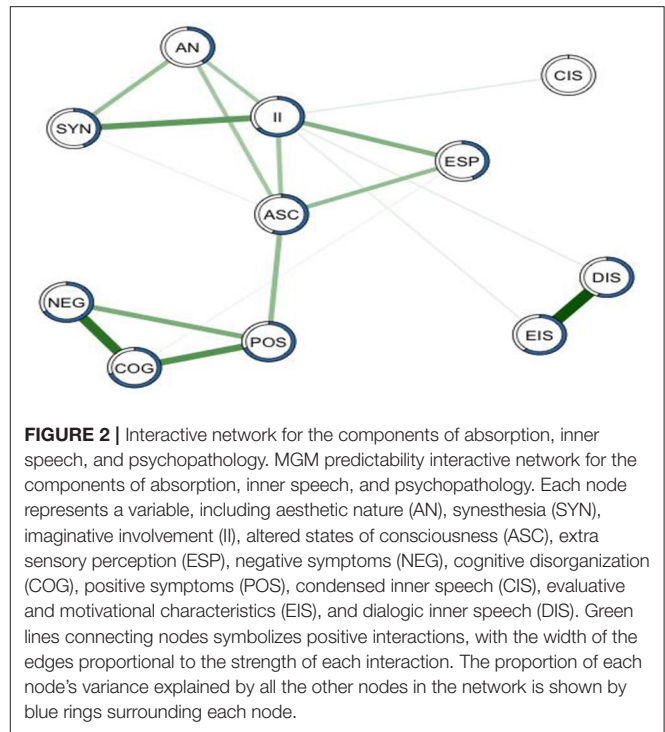 AN
CIS
II
SYN
ESP
ASC
DIS
NEG
EIS
POS
COG
FIGURE 2 | Interactive network for the components of absorption, inner
speech, and psychopathology. MGM predictability interactive network for the
components of absorption, inner speech, and psychopathology. Each node
represents a variable, including aesthetic nature (AN), synesthesia (SYN),
imaginative involvement (II), altered states of consciousness (ASC), extra
sensory perception (ESP), negative symptoms (NEG), cognitive disorganization
(COG), positive symptoms (POS), condensed inner speech (CIS), evaluative
and motivational characteristics (EIS), and dialogic inner speech (DIS). Green
lines connecting nodes symbolizes positive interactions, with the width of the
edges proportional to the strength of each interaction. The proportion of each
node's variance explained by all the other nodes in the network is shown by
blue rings surrounding each node.